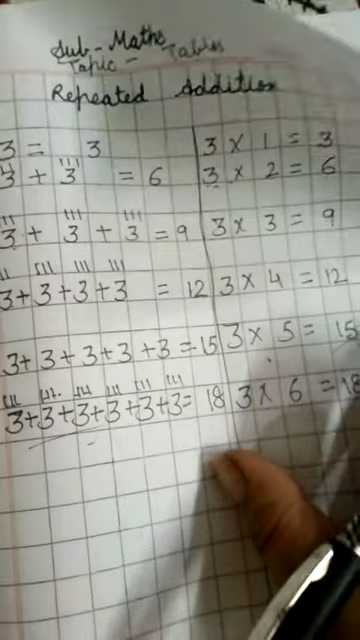 Sub - Maths
Topic - Tables
Repeated Addition
3 = 3 3 × 1 = 3
3 + 3 = 6 3 × 2 = 6
3 + 3 + 3 = 9 3 × 3 = 9
3+3+3+3 = 12 3 × 4 = 12
3+3+3+3+3=15 3 × 5 = 15
3+3+3+3+3+3= 18 3 × 6 = 18